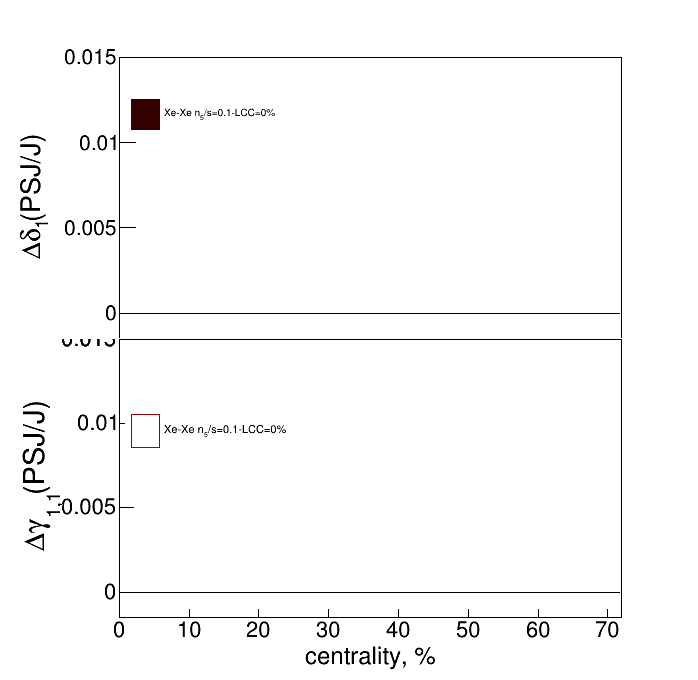 0.015
Xe-Xe n5/s=0.1-LCC=0%
0.01
0.005
0
Δδ1(PSJ/J)
0.015
0.01
Xe-Xe n5/s=0.1-LCC=0%
0.005
0
Δγ1,1(PSJ/J)
0 10 20 30 40 50 60 70
centrality, %